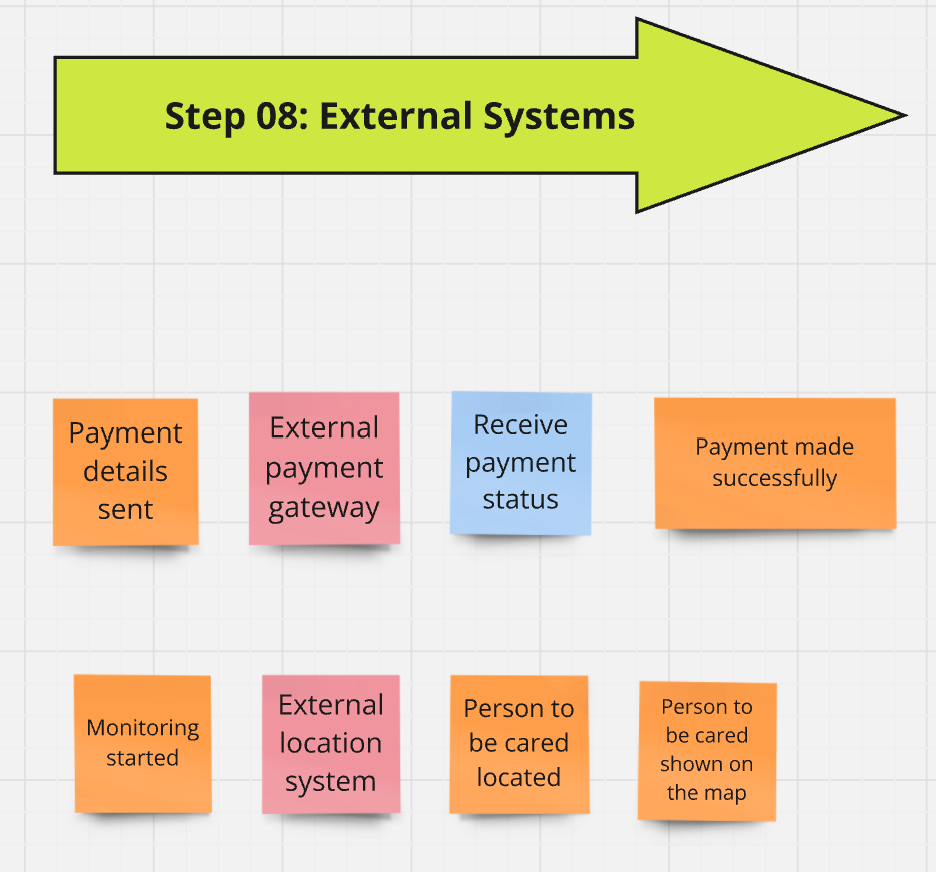 Step 08: External Systems
Payment
details
sent
External
payment
gateway
Receive
payment
status
Payment made
successfully
Monitoring
started
External
location
system
Person to
be cared
located
Person to
be cared
shown on
the map